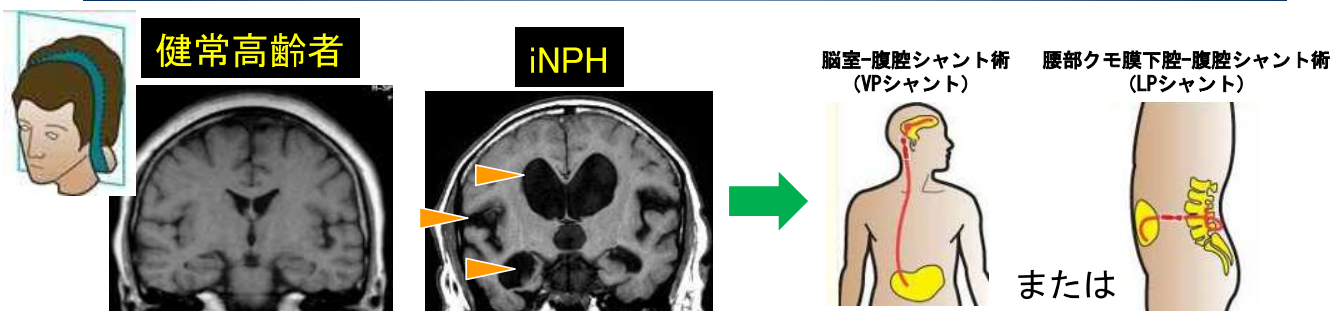 健常高齢者
iNPH
脳室-腹腔シャント術
(VPシャント)
腰部クモ膜下腔-腹腔シャント術
(LPシャント)
または